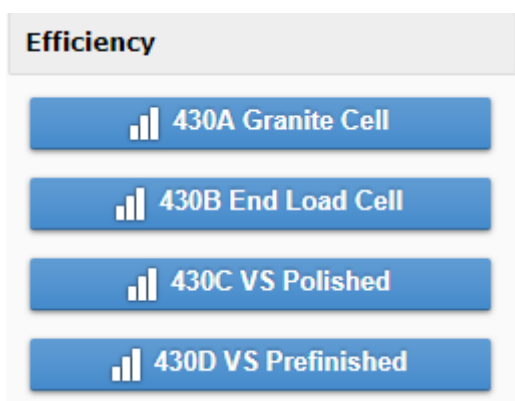 Efficiency
430A Granite Cell
430B End Load Cell
430C VS Polished
430D VS Prefinished